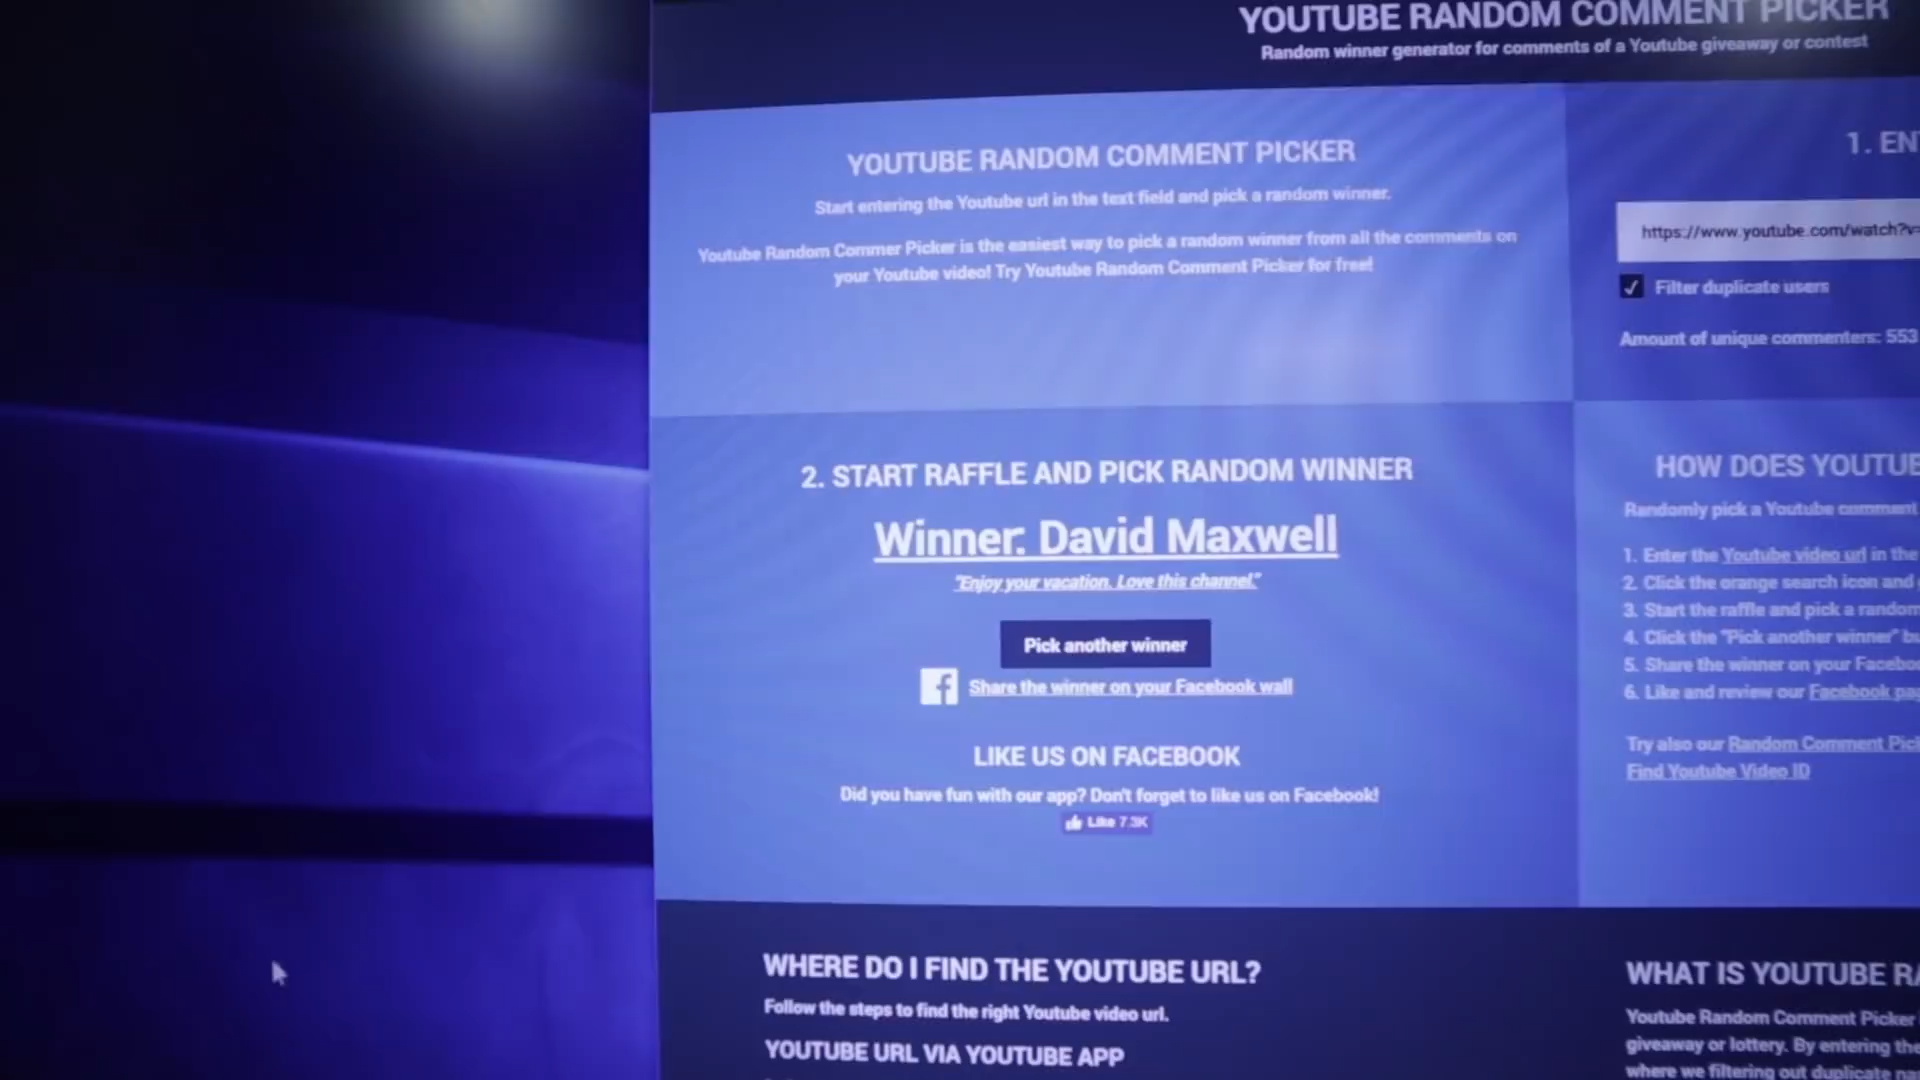 YOUTUBE RANDOM COMMENT PICKER
Random winner generator for comments of a Youtube giveaway or contest
YOUTUBE RANDOM COMMENT PICKER
Start entering the Youtube url in the text field and pick a random winner.
Youtube Random Commer Picker is the easiest way to pick a random winner from all the comments on
your Youtube video! Try Youtube Random Comment Picker for free!
1. EN
https://www.youtube.com/watch?v=
Filter duplicate users
Amount of unique commenters: 553
2. START RAFFLE AND PICK RANDOM WINNER
Winner: David Maxwell
"Enjoy your vacation. Love this channel."
Pick another winner
Share the winner on your Facebook wall
LIKE US ON FACEBOOK
Did you have fun with our app? Don't forget to like us on Facebook!
Like 7.3K
HOW DOES YOUTUBE
Randomly pick a Youtube comment
1. Enter the Youtube video url in the
2. Click the orange search icon and
3. Start the raffle and pick a random
4. Click the "Pick another winner" bu
5. Share the winner on your Facebo
6. Like and review our Facebook pag
Try also our Random Comment Pic
Find Youtube Video ID
WHERE DO I FIND THE YOUTUBE URL?
Follow the steps to find the right Youtube video url.
YOUTUBE URL VIA YOUTUBE APP
WHAT IS YOUTUBE RA
Youtube Random Comment Picker
giveaway or lottery. By entering the
where we filtering out duplicate na